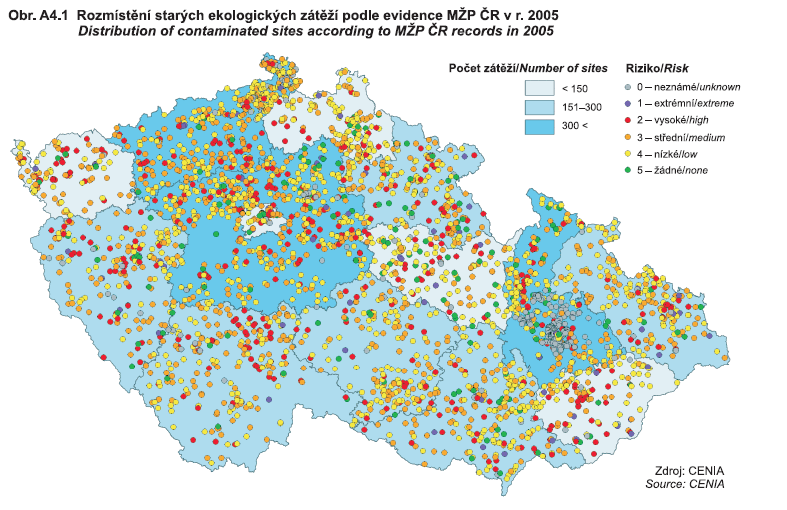 Obr. A4.1 Rozmístění starých ekologických zátěží podle evidence MŽP ČR v r. 2005
Distribution of contaminated sites according to MŽP ČR records in 2005
Počet zátěží/Number of sites
< 150
151–300
300 <
Riziko/Risk
0 – neznámé/unknown
1 – extrémní/extreme
2 – vysoké/high
3 – střední/medium
4 – nízké/low
5 – žádné/none
Zdroj: CENIA
Source: CENIA